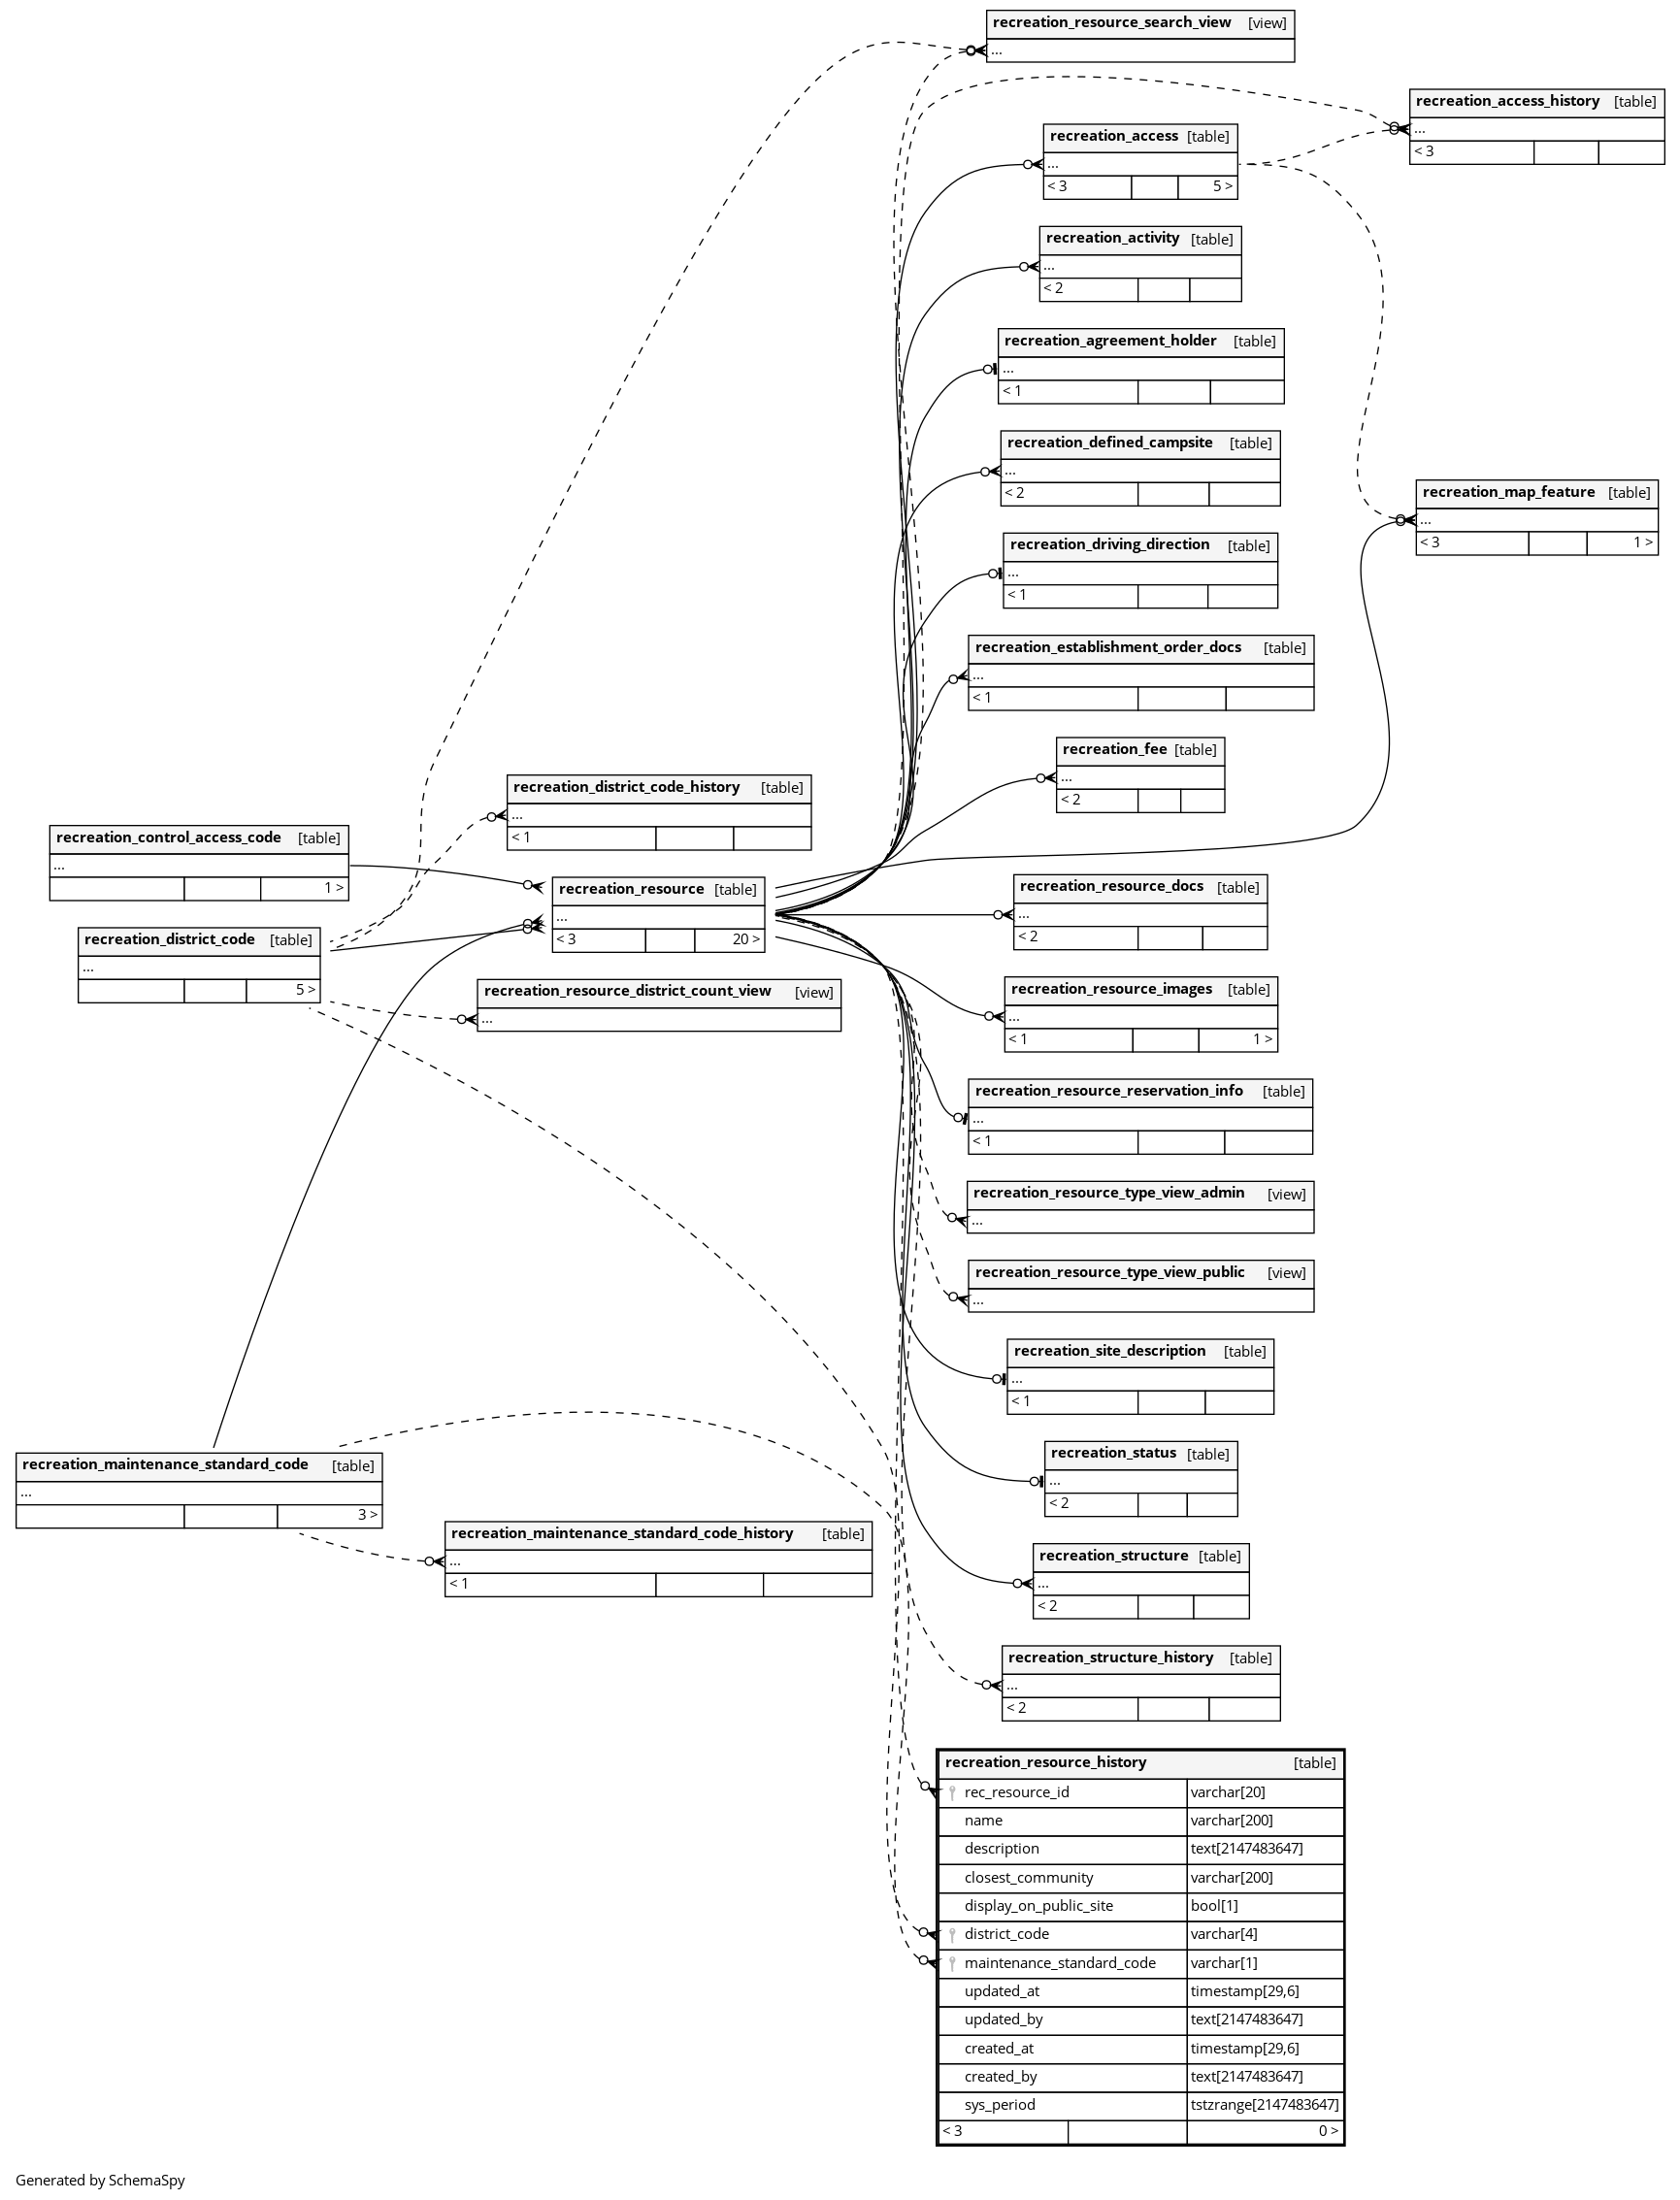 recreation_resource_search_view [view]
...
recreation_access_history [table]
...
< 3
recreation_access [table]
...
< 3 5 >
recreation_activity [table]
...
< 2
recreation_agreement_holder [table]
...
< 1
recreation_defined_campsite [table]
...
< 2
recreation_map_feature [table]
...
< 3 1 >
recreation_driving_direction [table]
...
< 1
recreation_establishment_order_docs [table]
...
< 1
recreation_fee [table]
...
< 2
recreation_district_code_history [table]
...
< 1
recreation_control_access_code [table]
...
1 >
recreation_resource [table]
...
< 3 20 >
recreation_resource_docs [table]
...
< 2
recreation_district_code [table]
...
5 >
recreation_resource_district_count_view [view]
...
recreation_resource_images [table]
...
< 1 1 >
recreation_resource_reservation_info [table]
...
< 1
recreation_resource_type_view_admin [view]
...
recreation_resource_type_view_public [view]
...
recreation_site_description [table]
...
< 1
recreation_status [table]
...
< 2
recreation_maintenance_standard_code [table]
...
3 >
recreation_maintenance_standard_code_history [table]
...
< 1
recreation_structure [table]
...
< 2
recreation_structure_history [table]
...
< 2
recreation_resource_history [table]
rec_resource_id varchar[20]
name varchar[200]
description text[2147483647]
closest_community varchar[200]
display_on_public_site bool[1]
district_code varchar[4]
maintenance_standard_code varchar[1]
updated_at timestamp[29,6]
updated_by text[2147483647]
created_at timestamp[29,6]
created_by text[2147483647]
sys_period tstzrange[2147483647]
< 3 0 >
Generated by SchemaSpy